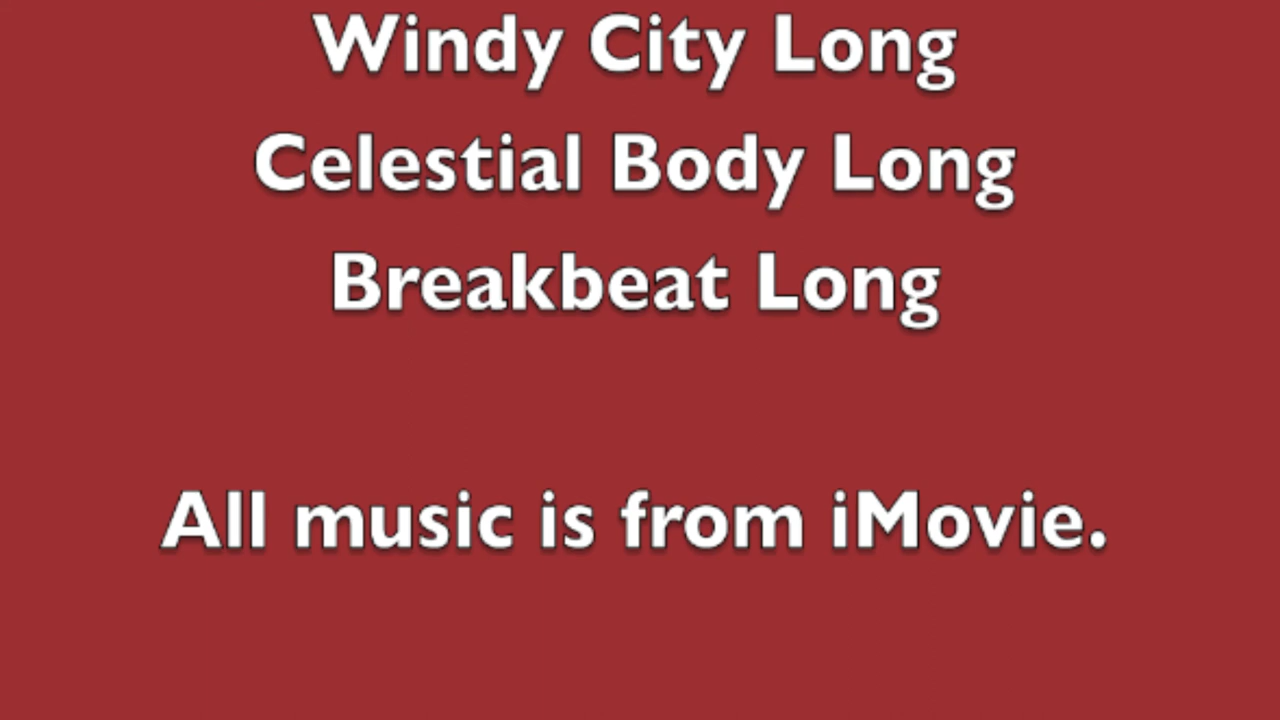 Windy City Long
Celestial Body Long
Breakbeat Long
All music is from iMovie.